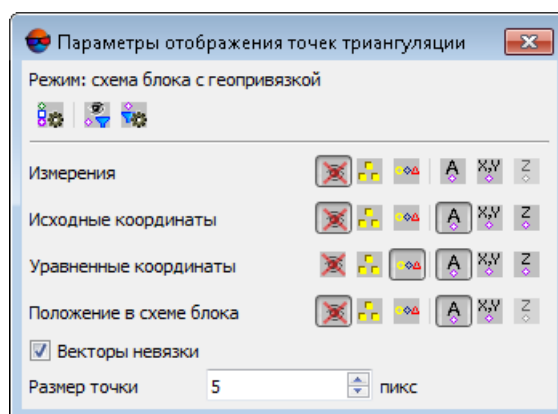 Параметры отображения точек триангуляции
Режим: схема блока с геопривязкой
Измерения A X,Y Z
Исходные координаты A X,Y Z
Уравненные координаты A X,Y Z
Положение в схеме блока A X,Y Z
Векторы невязки
Размер точки 5 пикс